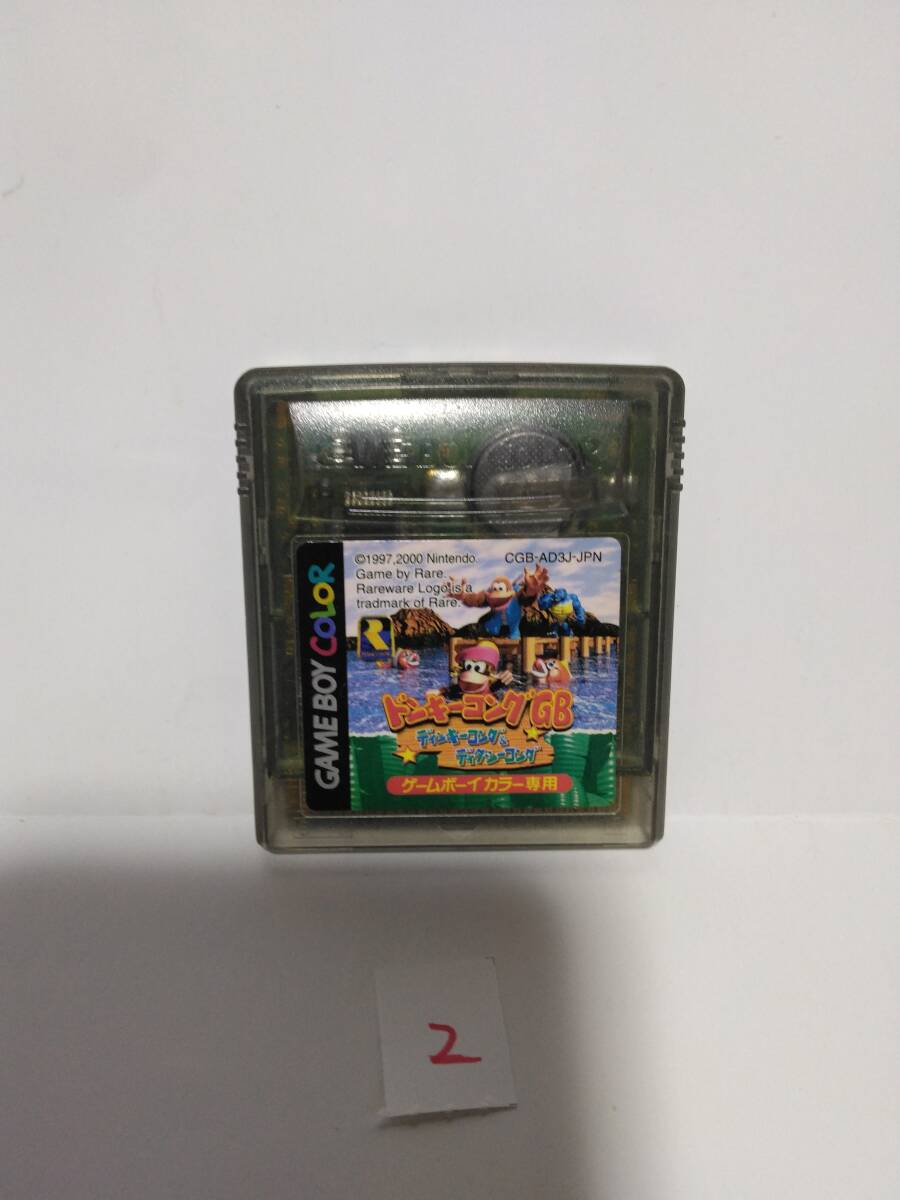 ©1997,2000 Nintendo.
Game by Rare.
Rareware Logo is a
tradmark of Rare.
CGB-AD3J-JPN
GAME BOY COLOR
R
ドンキーコングGB
ディンキーコング&
ディクシーコング
ゲームボーイカラー専用
2